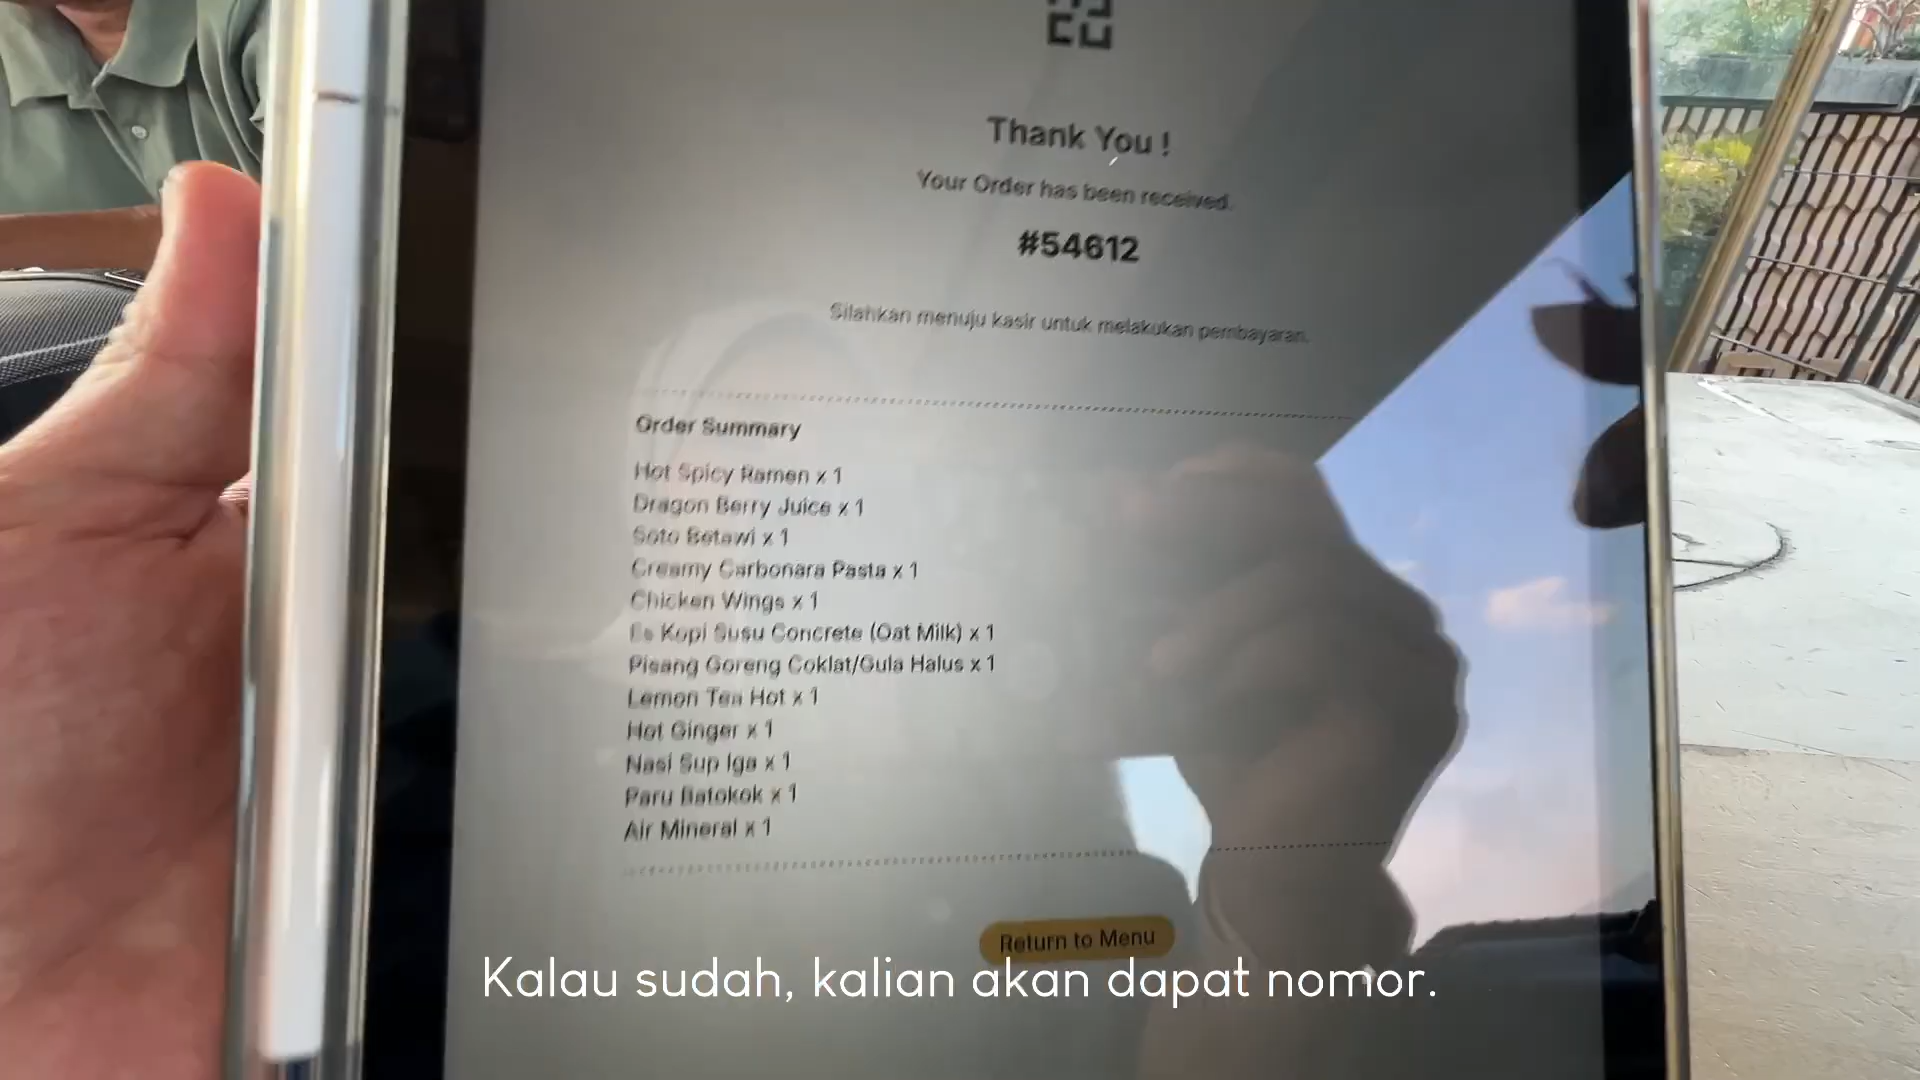 Thank You !
Your Order has been received.
#54612
Silahkan menuju kasir untuk melakukan pembayaran.
Order Summary
Hot Spicy Ramen x 1
Dragon Berry Juice x 1
Soto Betawi x 1
Creamy Carbonara Pasta x 1
Chicken Wings x 1
Es Kopi Susu Concrete (Oat Milk) x 1
Pisang Goreng Coklat/Gula Halus x 1
Lemon Tea Hot x 1
Hot Ginger x 1
Nasi Sup Iga x 1
Paru Batokok x 1
Air Mineral x 1
Return to Menu
Kalau sudah, kalian akan dapat nomor.